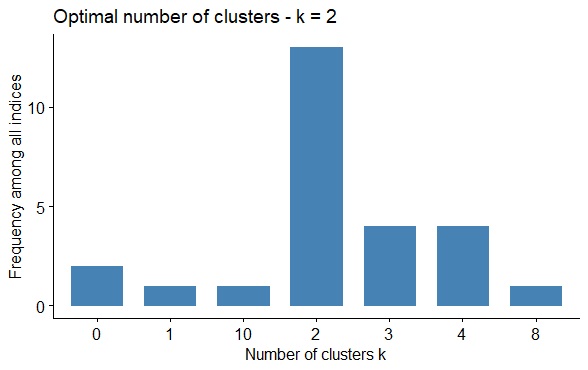 Optimal number of clusters - k = 2
Frequency among all indices
10
5
0
0 1 10 2 3 4 8
Number of clusters k